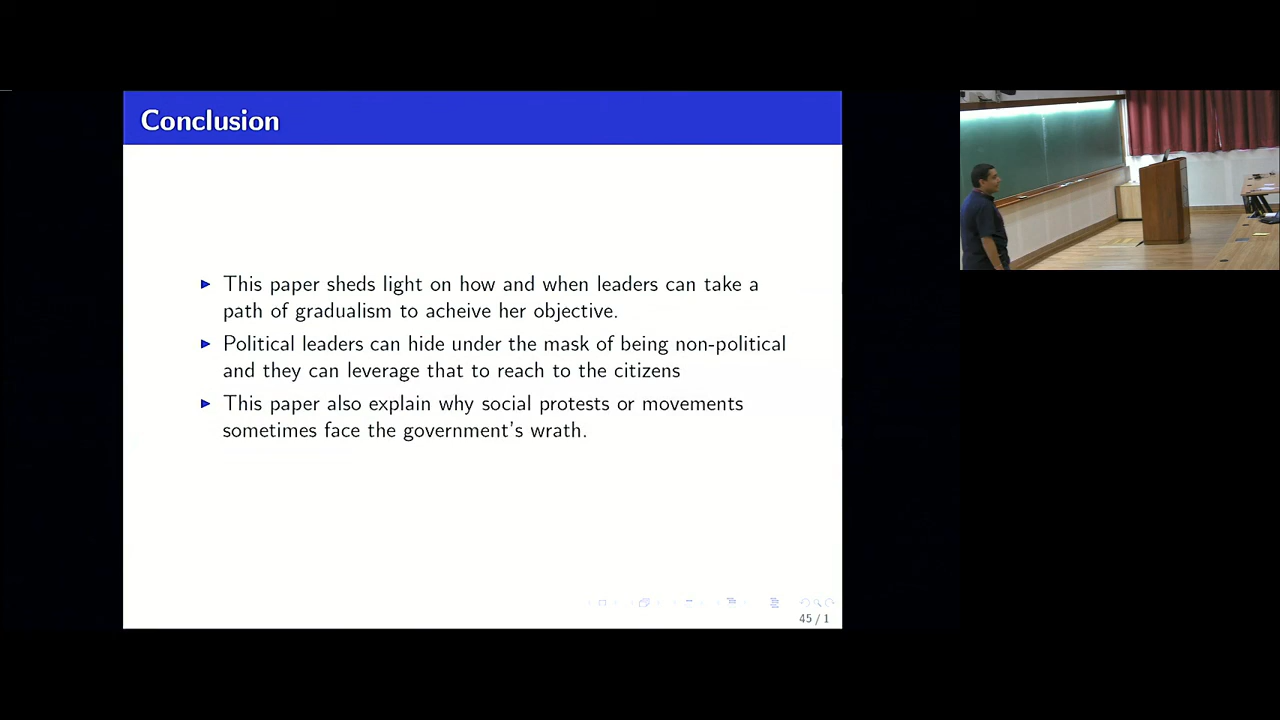 Conclusion
This paper sheds light on how and when leaders can take a
path of gradualism to acheive her objective.
Political leaders can hide under the mask of being non-political
and they can leverage that to reach to the citizens
This paper also explain why social protests or movements
sometimes face the government's wrath.
45 / 1